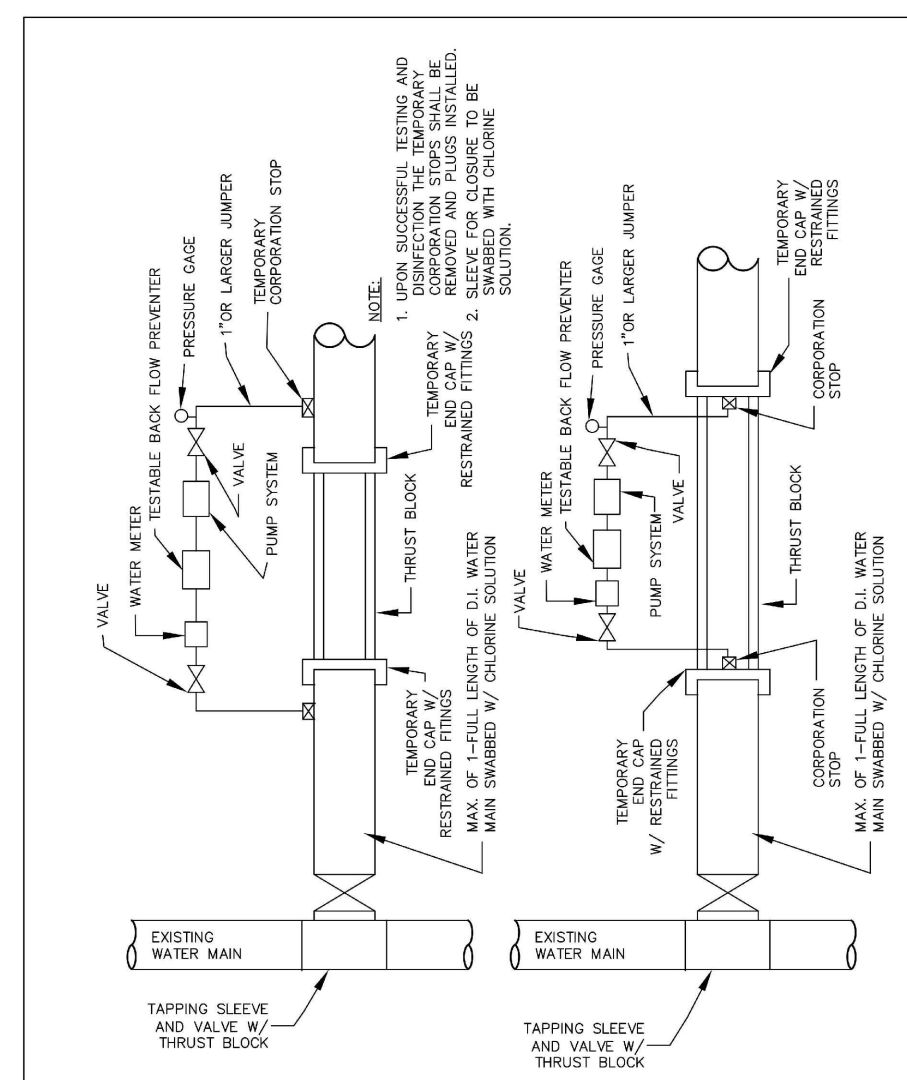 VALVE
WATER METER
TESTABLE BACK FLOW PREVENTER
PRESSURE GAGE
1"OR LARGER JUMPER
TEMPORARY
CORPORATION STOP
VALVE
PUMP SYSTEM
NOTE:
1. UPON SUCCESSFUL TESTING AND
DISINFECTION THE TEMPORARY
CORPORATION STOPS SHALL BE
REMOVED AND PLUGS INSTALLED.
2. SLEEVE FOR CLOSURE TO BE
SWABBED WITH CHLORINE
SOLUTION.
TEMPORARY
END CAP W/
RESTRAINED FITTINGS
THRUST BLOCK
TEMPORARY
END CAP W/
RESTRAINED FITINGS
MAX. OF 1-FULL LENGTH OF D.I. WATER
MAIN SWABBED W/ CHLORINE SOLUTION
EXISTING
WATER MAIN
TAPPING SLEEVE
AND VALVE W/
THRUST BLOCK
VALVE
WATER METER
TESTABLE BACK FLOW PREVENTER
PRESSURE GAGE
1"OR LARGER JUMPER
PUMP SYSTEM
VALVE
TEMPORARY
END CAP W/
RESTRAINED
FITTINGS
CORPORATION
STOP
THRUST BLOCK
TEMPORARY
END CAP
W/ RESTRAINED
FITTINGS
CORPORATION
STOP
MAX. OF 1-FULL LENGTH OF D.I. WATER
MAIN SWABBED W/ CHLORINE SOLUTION
EXISTING
WATER MAIN
TAPPING SLEEVE
AND VALVE W/
THRUST BLOCK